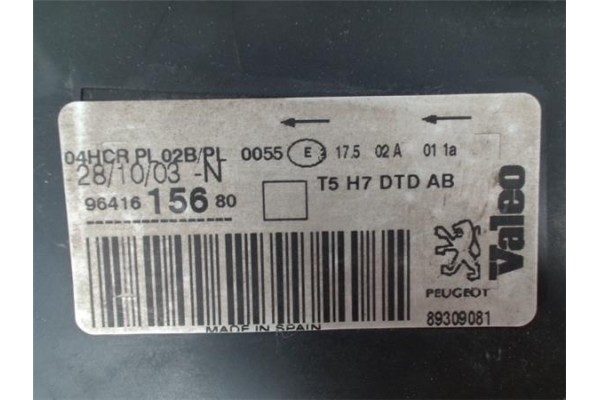 04HCR PL 02B/PL 0055 E 17.5 02 A 01 1a
28/10/03 -N
96416 156 80
T5 H7 DTD AB
Valeo
PEUGEOT
89309081
MADE IN SPAIN